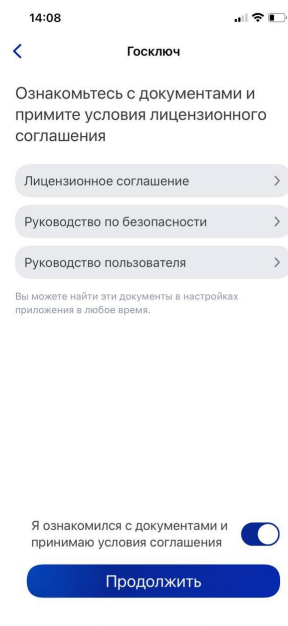 14:08
Госключ
Ознакомьтесь с документами и
примите условия лицензионного
соглашения
Лицензионное соглашение
Руководство по безопасности
Руководство пользователя
Вы можете найти эти документы в настройках
приложения в любое время.
Я ознакомился с документами и
принимаю условия соглашения
Продолжить